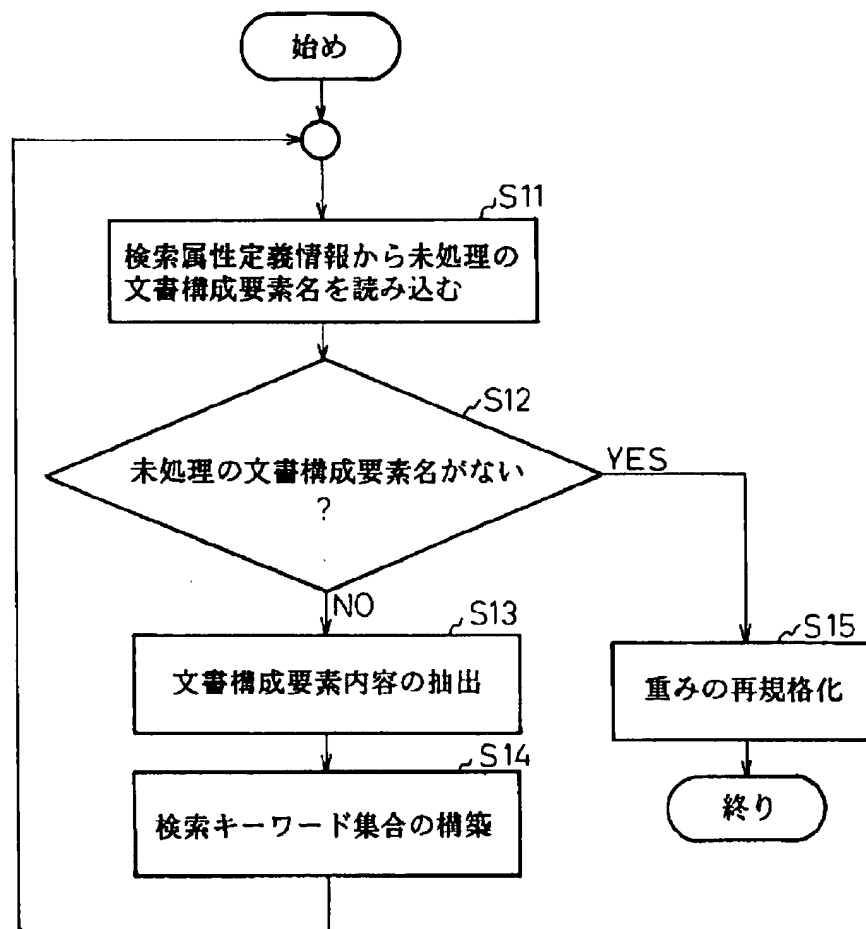 始め
S11
検索属性定義情報から未処理の
文書構成要素名を読み込む
S12
未処理の文書構成要素名がない
?
YES
NO
S13
文書構成要素内容の抽出
S15
重みの再規格化
S14
検索キーワード集合の構築
終り